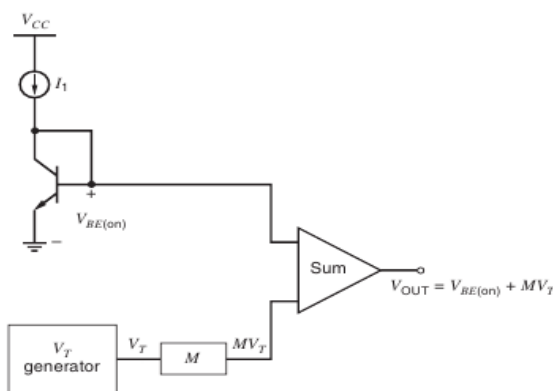 V_CC
I_1
+
V_BE(on)
−
Sum
V_OUT = V_BE(on) + MV_T
V_T generator
V_T
M
MV_T